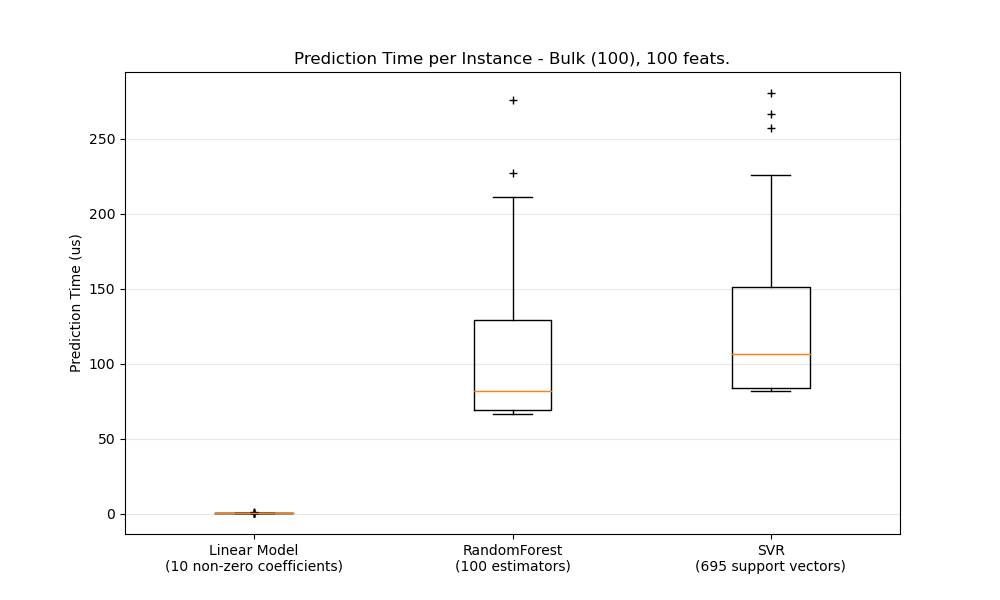 Prediction Time per Instance - Bulk (100), 100 feats.
Prediction Time (us)
250
200
150
100
50
0
Linear Model
(10 non-zero coefficients)
RandomForest
(100 estimators)
SVR
(695 support vectors)